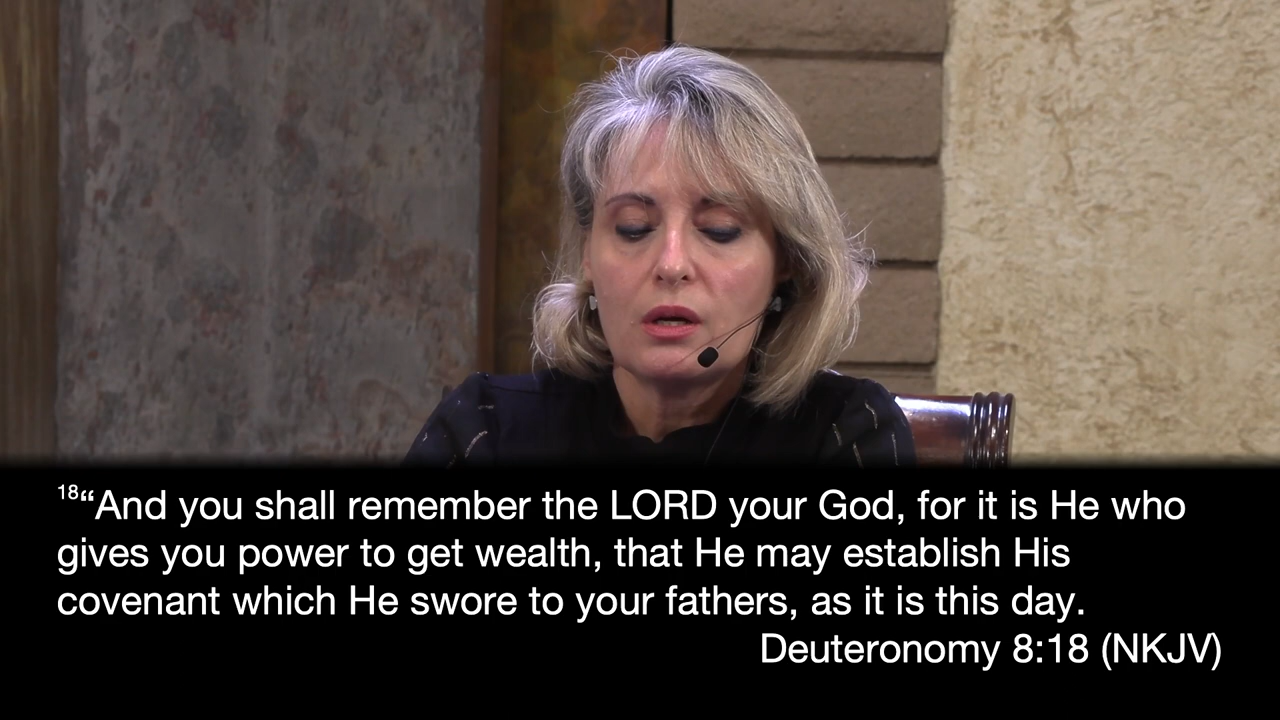 18“And you shall remember the LORD your God, for it is He who
gives you power to get wealth, that He may establish His
covenant which He swore to your fathers, as it is this day.
Deuteronomy 8:18 (NKJV)